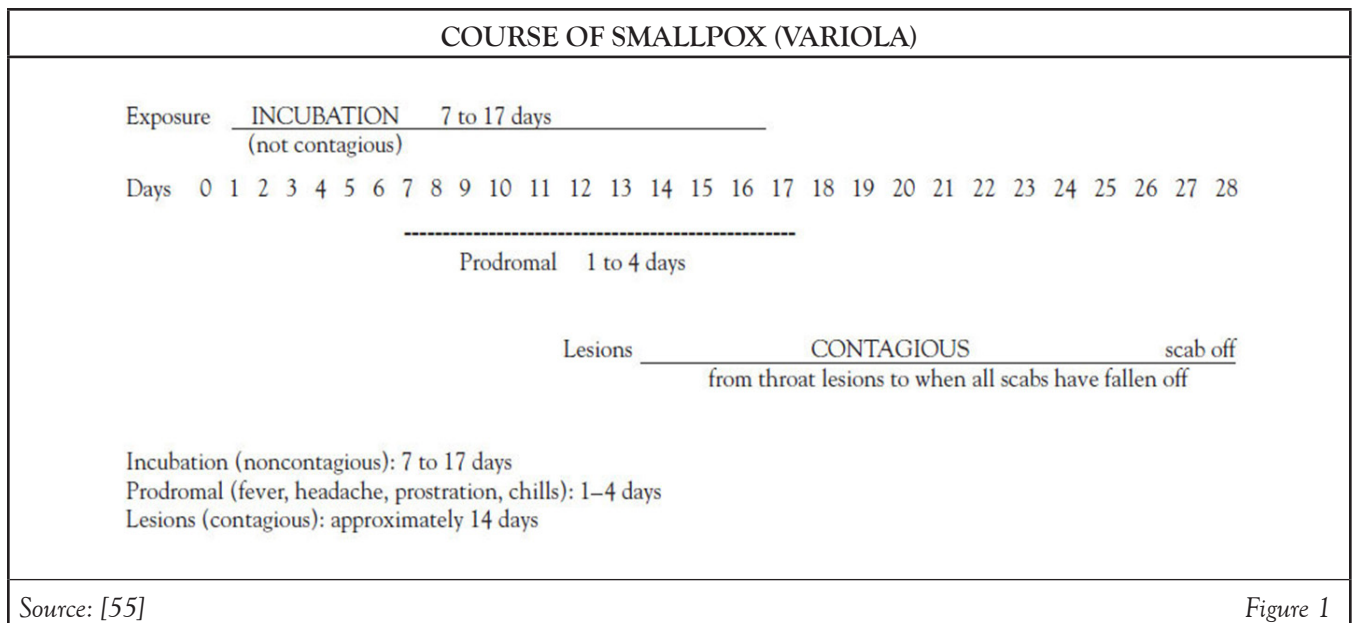 COURSE OF SMALLPOX (VARIOLA)
Exposure INCUBATION 7 to 17 days
(not contagious)
Days 0 1 2 3 4 5 6 7 8 9 10 11 12 13 14 15 16 17 18 19 20 21 22 23 24 25 26 27 28
Prodromal 1 to 4 days
Lesions CONTAGIOUS scab off
from throat lesions to when all scabs have fallen off
Incubation (noncontagious): 7 to 17 days
Prodromal (fever, headache, prostration, chills): 1–4 days
Lesions (contagious): approximately 14 days
Source: [55] Figure 1